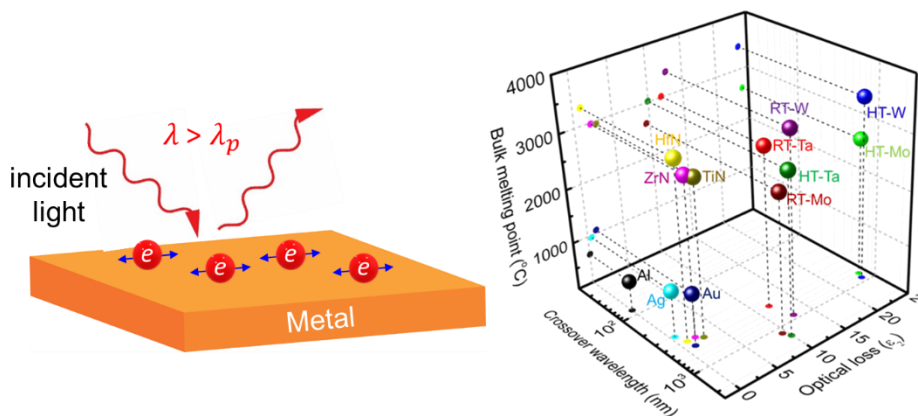 λ > λp
incident
light
e
e
e
e
Metal
4000
3000
2000
1000
Bulk melting point (°C)
HfN
ZrN
TiN
RT-W
RT-Ta
HT-Ta
RT-Mo
HT-W
HT-Mo
Al
Ag
Au
10²
10³
Crossover wavelength (nm)
0
5
10
15
20
Optical loss (ε₂)